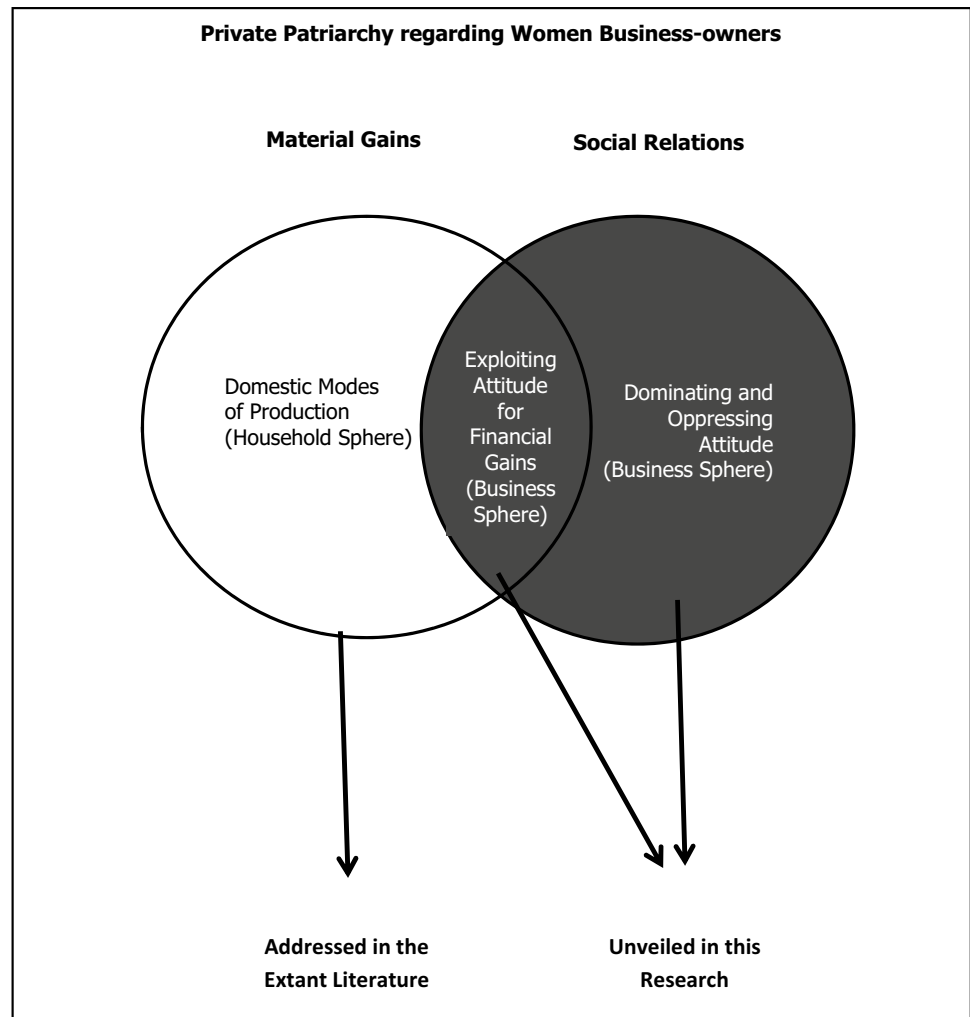 Private Patriarchy regarding Women Business-owners
Material Gains
Social Relations
Domestic Modes
of Production
(Household Sphere)
Exploiting
Attitude
for
Financial
Gains
(Business
Sphere)
Dominating and
Oppressing
Attitude
(Business Sphere)
Addressed in the
Extant Literature
Unveiled in this
Research